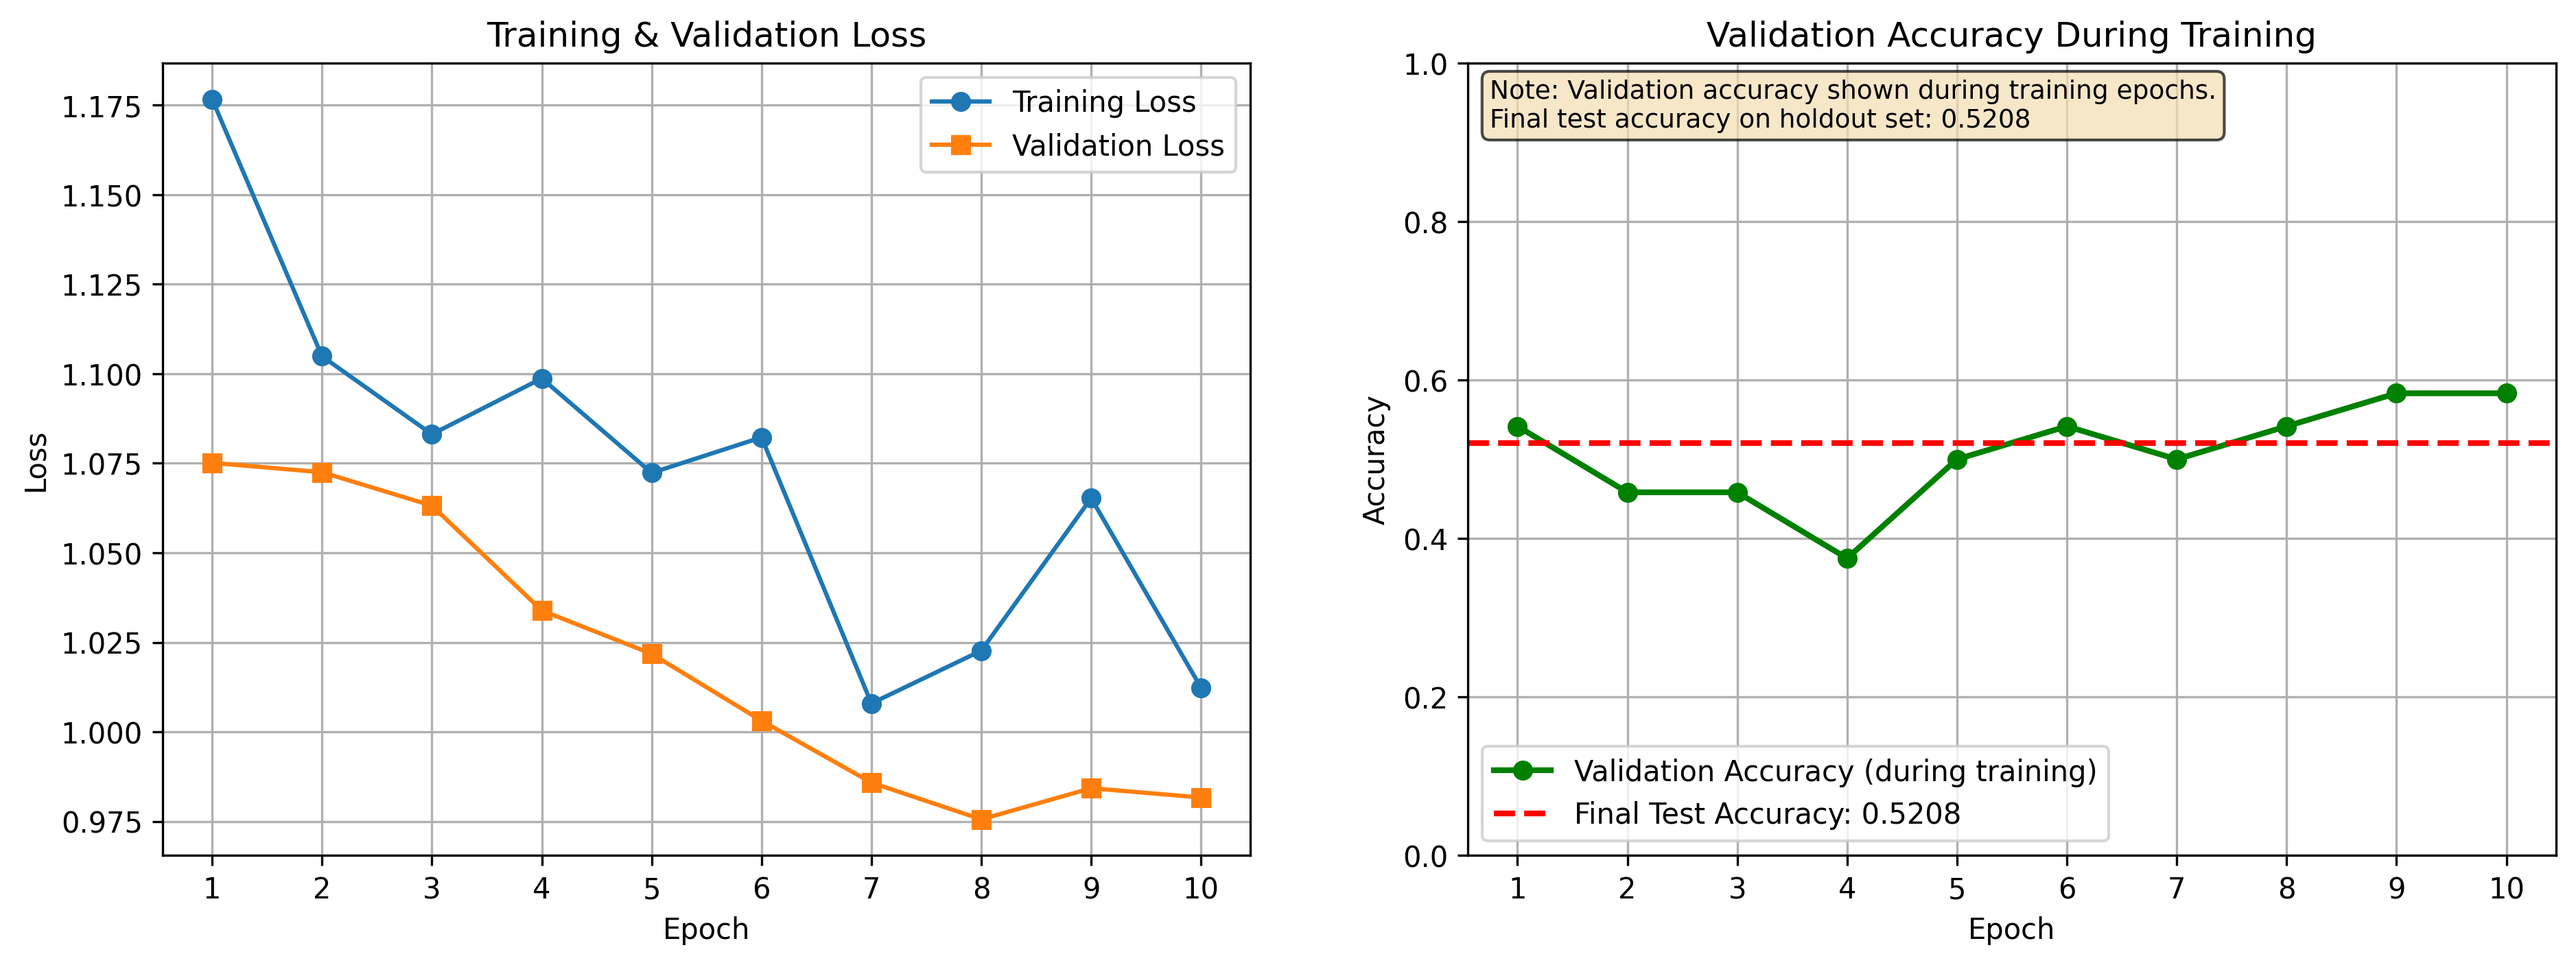 Training & Validation Loss
Training Loss
Validation Loss
1.175
1.150
1.125
1.100
1.075
1.050
1.025
1.000
0.975
Loss
1 2 3 4 5 6 7 8 9 10
Epoch
Validation Accuracy During Training
Note: Validation accuracy shown during training epochs.
Final test accuracy on holdout set: 0.5208
1.0
0.8
0.6
0.4
0.2
0.0
Accuracy
Validation Accuracy (during training)
Final Test Accuracy: 0.5208
1 2 3 4 5 6 7 8 9 10
Epoch